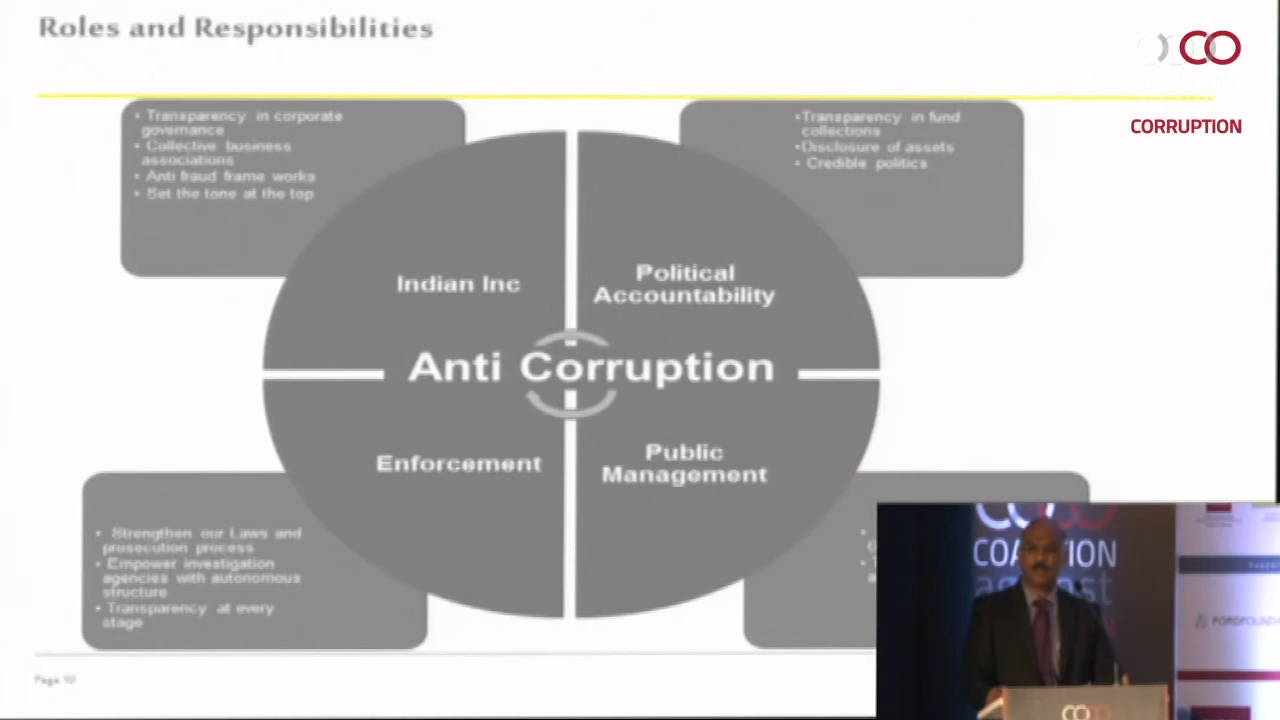 Roles and Responsibilities
CORRUPTION
• Transparency in corporate
governance
• Collective business
associations
• Anti fraud frame works
• Set the tone at the top
•Transparency in fund
collections
•Disclosure of assets
• Credible politics
Indian Inc
Political
Accountability
Anti Corruption
Enforcement
Public
Management
• Strengthen our Laws and
prosecution process
• Empower investigation
agencies with autonomous
structure
• Transparency at every
stage
COALITION
against
Page 10